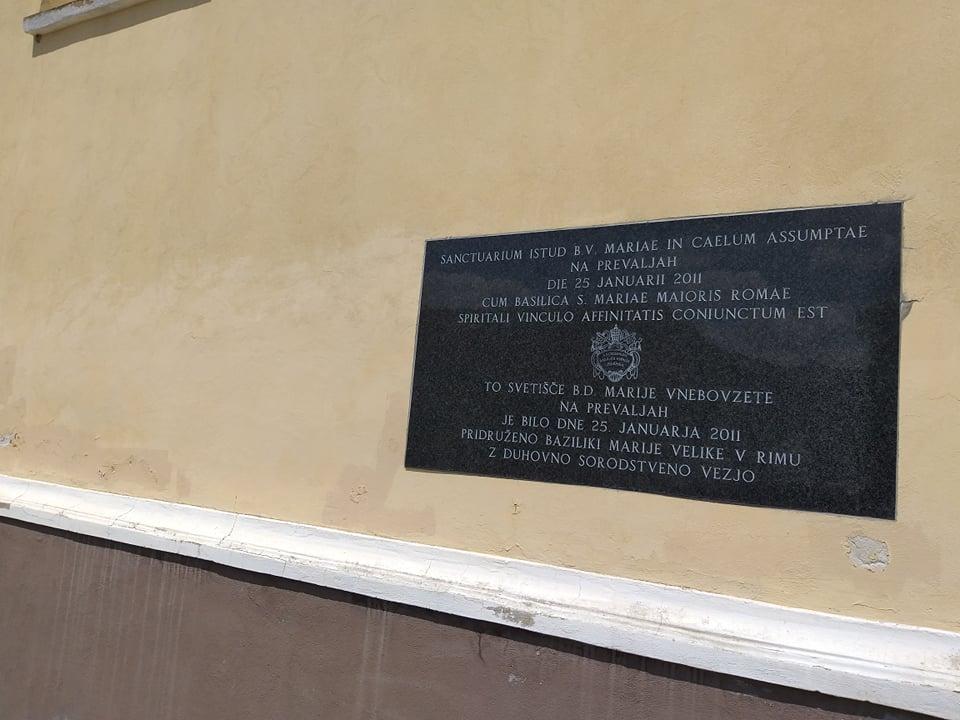 SANCTUARIUM ISTUD B.V. MARIAE IN CAELUM ASSUMPTAE
NA PREVALJAH
DIE 25 JANUARII 2011
CUM BASILICA S. MARIAE MAIORIS ROMAE
SPIRITALI VINCULO AFFINITATIS CONIUNCTUM EST
TO SVETIŠČE B.D. MARIJE VNEBOVZETE
NA PREVALJAH
JE BILO DNE 25. JANUARJA 2011
PRIDRUŽENO BAZILIKI MARIJE VELIKE V RIMU
Z DUHOVNO SORODSTVENO VEZJO